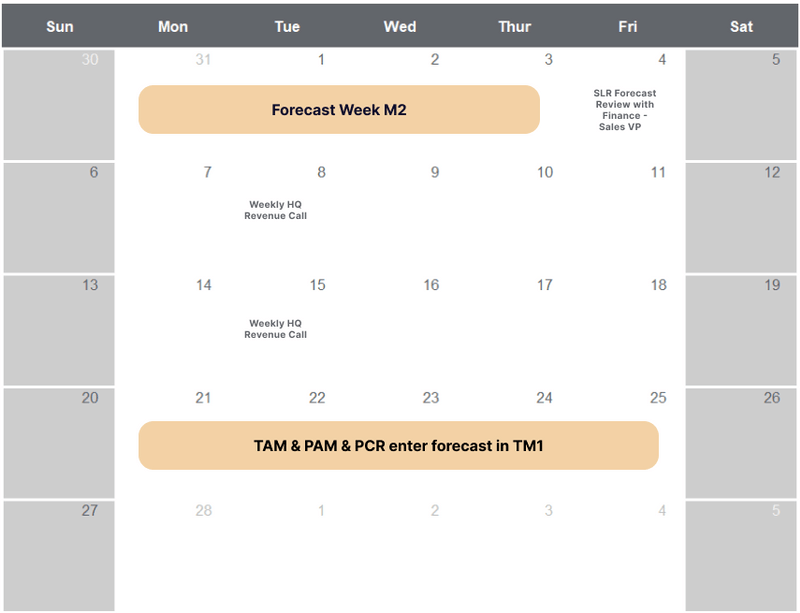 Sun Mon Tue Wed Thur Fri Sat
30 31 1 2 3 4 5
Forecast Week M2
SLR Forecast
Review with
Finance -
Sales VP
6 7 8 9 10 11 12
Weekly HQ
Revenue Call
13 14 15 16 17 18 19
Weekly HQ
Revenue Call
20 21 22 23 24 25 26
TAM & PAM & PCR enter forecast in TM1
27 28 1 2 3 4 5